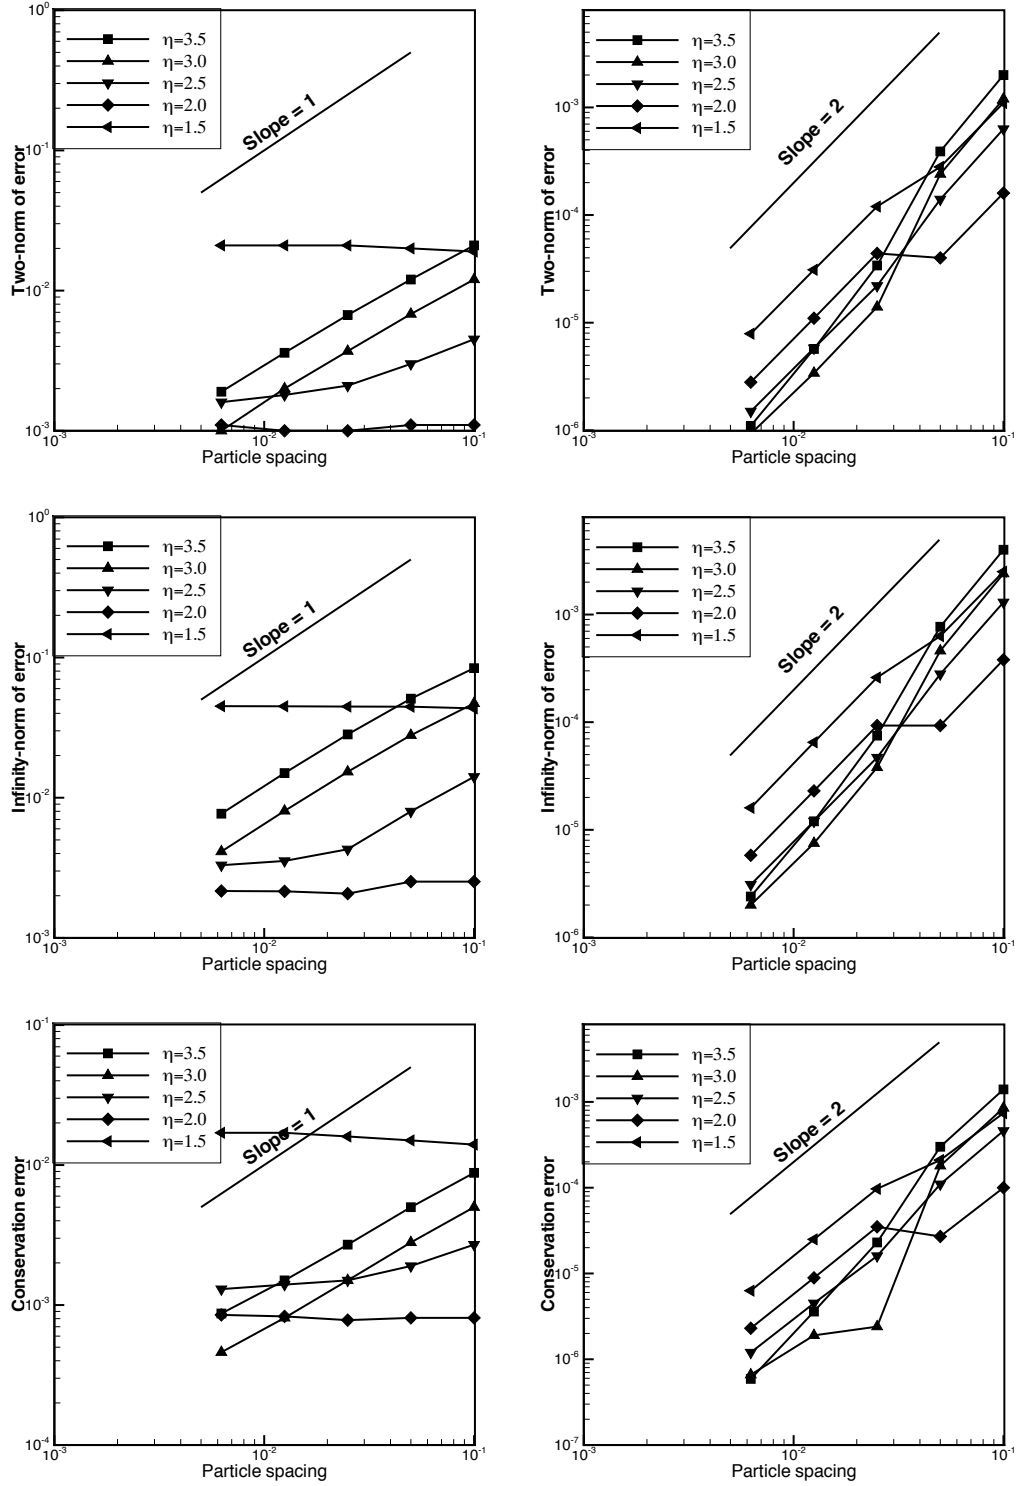 10^0
10^-1
10^-2
10^-3
Two-norm of error
η=3.5
η=3.0
η=2.5
η=2.0
η=1.5
Slope = 1
10^-3
10^-2
10^-1
Particle spacing
10^-3
10^-4
10^-5
10^-6
Two-norm of error
η=3.5
η=3.0
η=2.5
η=2.0
η=1.5
Slope = 2
10^-3
10^-2
10^-1
Particle spacing
10^0
10^-1
10^-2
10^-3
Infinity-norm of error
η=3.5
η=3.0
η=2.5
η=2.0
η=1.5
Slope = 1
10^-3
10^-2
10^-1
Particle spacing
10^-3
10^-4
10^-5
10^-6
Infinity-norm of error
η=3.5
η=3.0
η=2.5
η=2.0
η=1.5
Slope = 2
10^-3
10^-2
10^-1
Particle spacing
10^-1
10^-2
10^-3
10^-4
Conservation error
η=3.5
η=3.0
η=2.5
η=2.0
η=1.5
Slope = 1
10^-3
10^-2
10^-1
Particle spacing
10^-3
10^-4
10^-5
10^-6
10^-7
Conservation error
η=3.5
η=3.0
η=2.5
η=2.0
η=1.5
Slope = 2
10^-3
10^-2
10^-1
Particle spacing